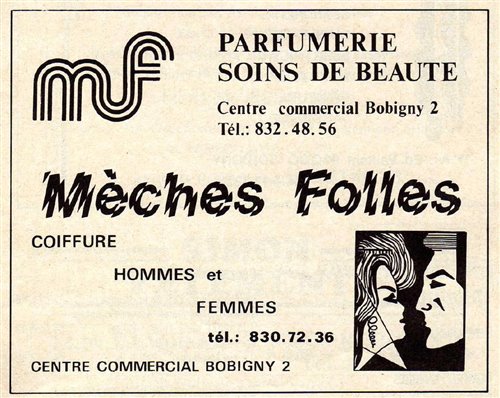 mf
PARFUMERIE
SOINS DE BEAUTE
Centre commercial Bobigny 2
Tél.: 832.48.56
Mèches Folles
COIFFURE
HOMMES et
FEMMES
tél.: 830.72.36
CENTRE COMMERCIAL BOBIGNY 2